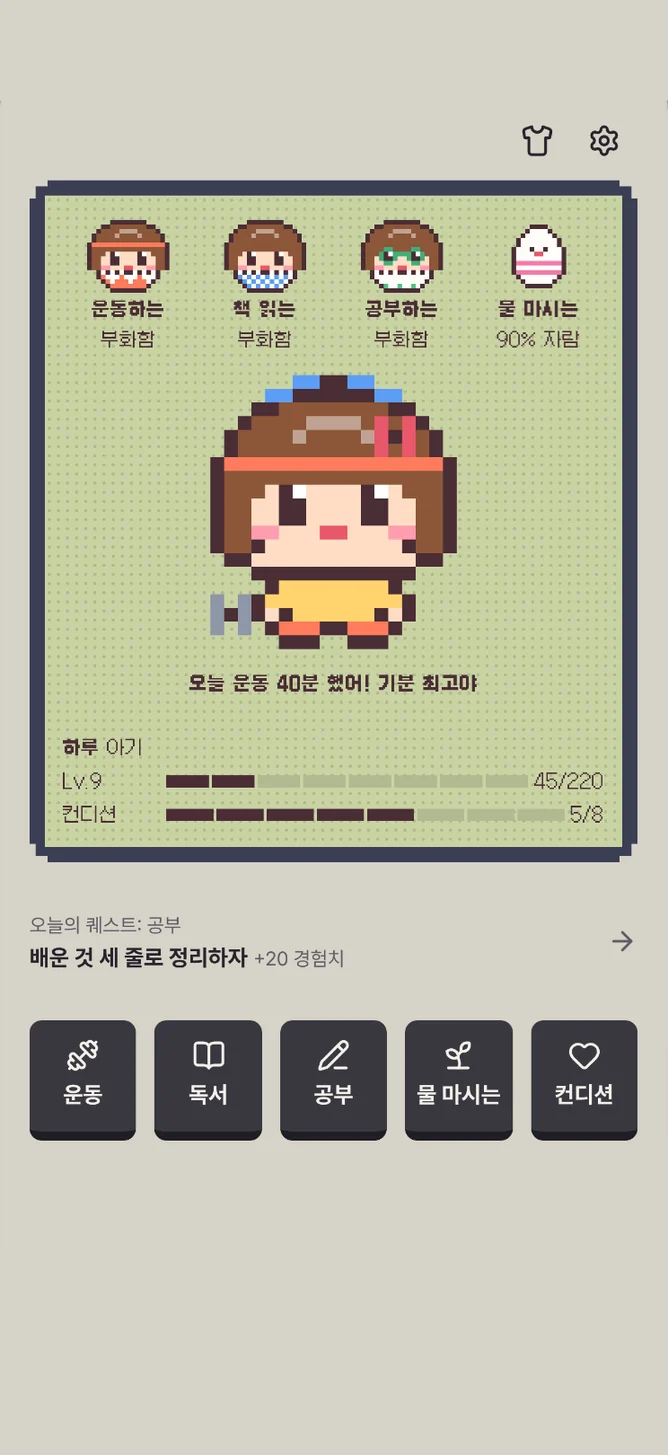 운동하는 책 읽는 공부하는 물 마시는
부화함 부화함 부화함 90% 자람
오늘 운동 40분 했어! 기분 최고야
하루 아기
Lv.9 45/220
컨디션 5/8
오늘의 퀘스트: 공부
배운 것 세 줄로 정리하자 +20 경험치
운동 독서 공부 물 마시는 컨디션